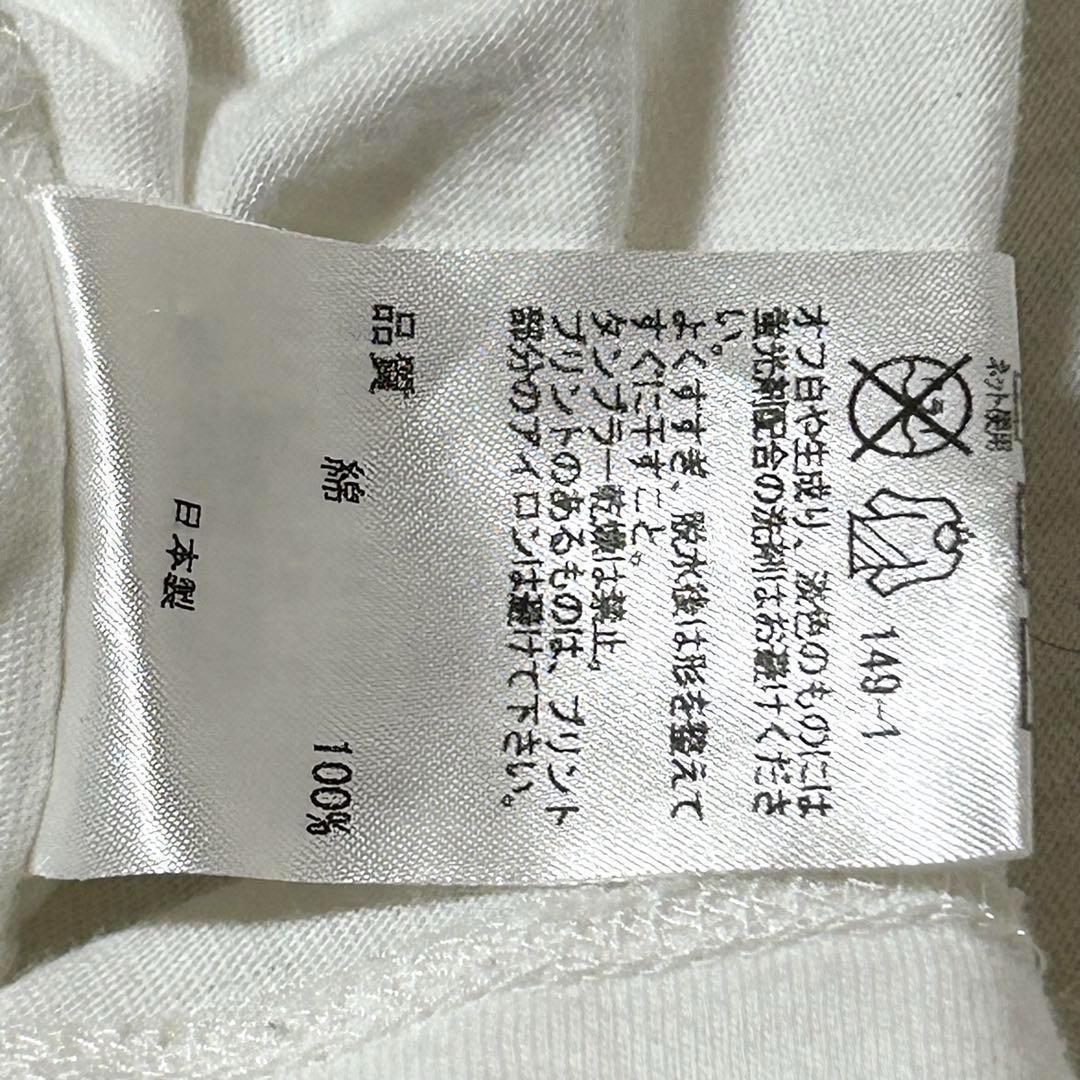 ネット使用
149-1
オフ白や生成り、淡色のものには
蛍光剤配合の洗剤はお避けくださ
い。
よくすすぎ、脱水後は形を整えて
すぐに干すこと。
タンブラー乾燥は禁止。
プリントのあるものは、プリント
部分のアイロンは避けて下さい。
品質
綿 100%
日本製